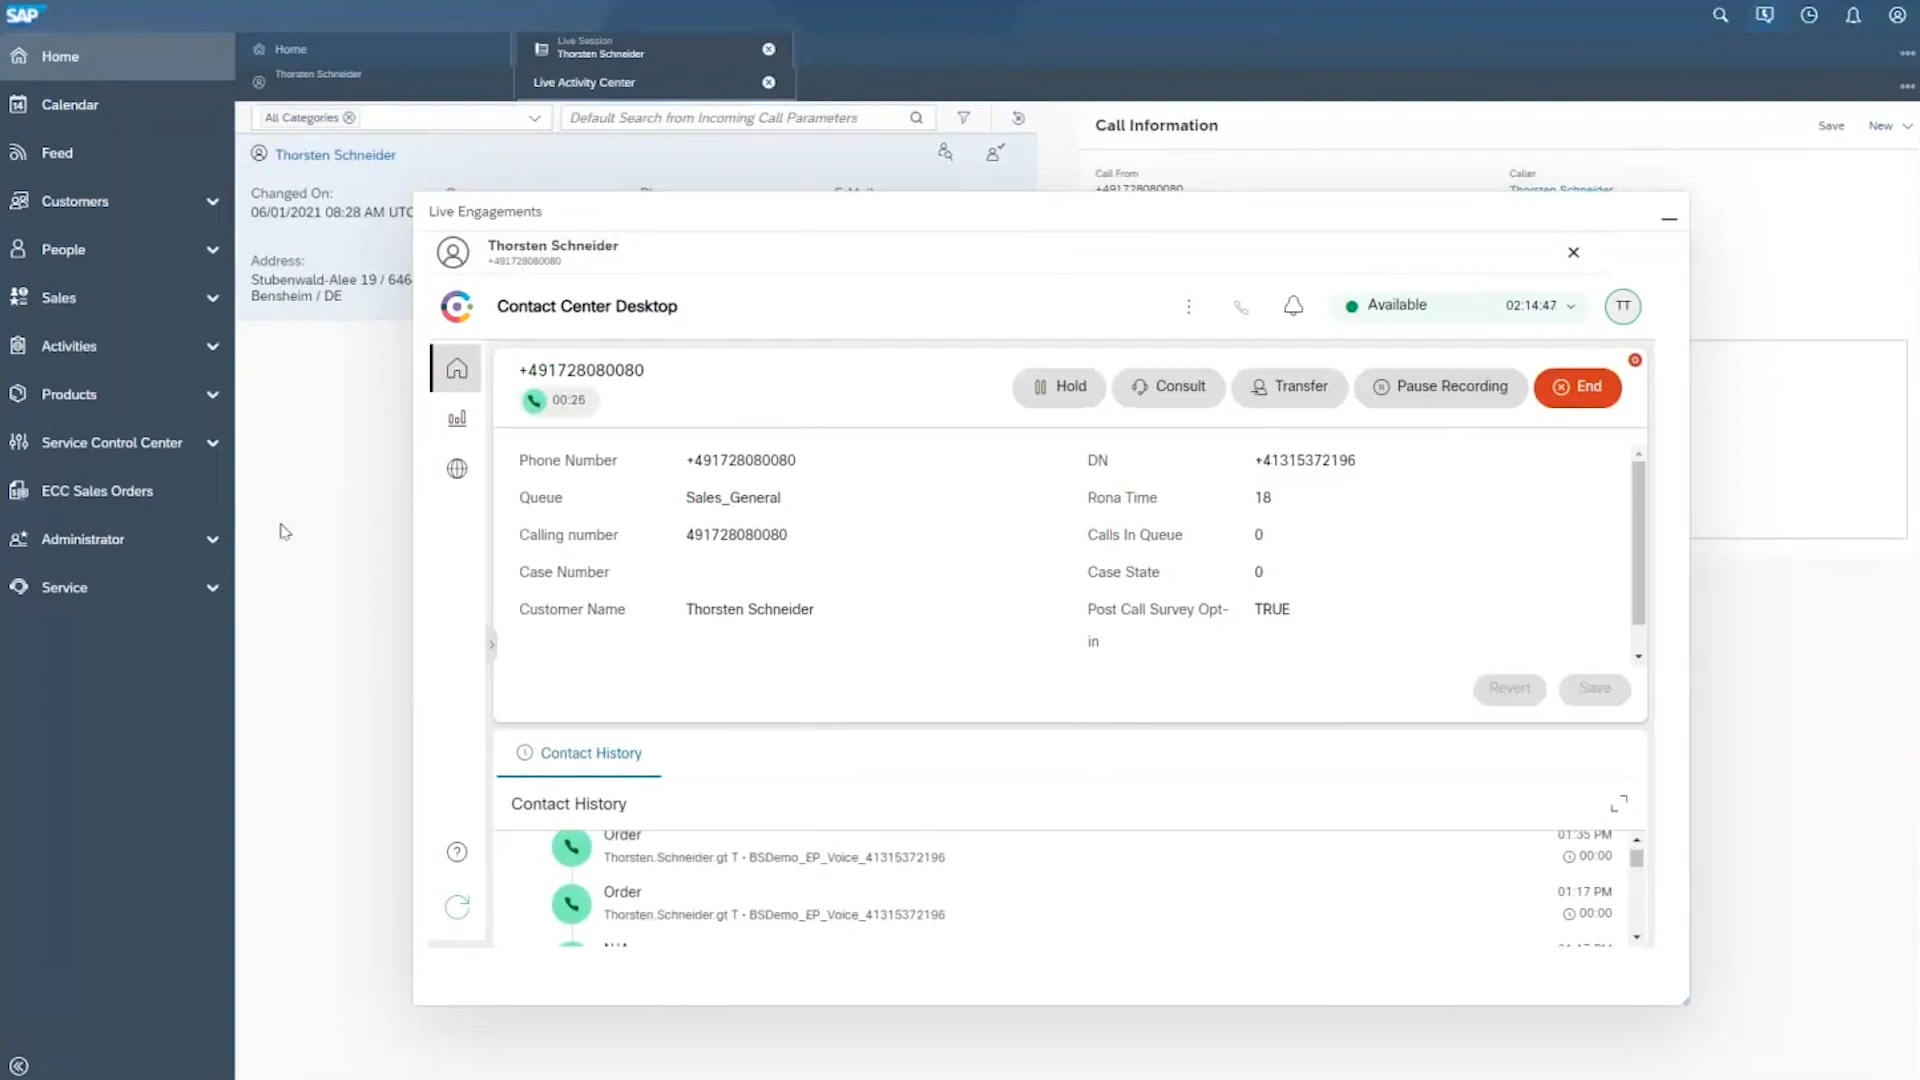 SAP
Home
Calendar
Feed
Customers
People
Sales
Activities
Products
Service Control Center
ECC Sales Orders
Administrator
Service
Home
Thorsten Schneider
Live Session
Thorsten Schneider
Live Activity Center
All Categories
Default Search from Incoming Call Parameters
Thorsten Schneider
Changed On:
06/01/2021 08:28 AM UTC
Address:
Stubenwald-Alee 19 / 646
Bensheim / DE
Call Information
Save
New
Call From
+491728080080
Caller
Thorsten Schneider
Live Engagements
Thorsten Schneider
+491728080080
Contact Center Desktop
Available
02:14:47
TT
+491728080080
00:26
Hold
Consult
Transfer
Pause Recording
End
Phone Number +491728080080
Queue Sales_General
Calling number 491728080080
Case Number
Customer Name Thorsten Schneider
DN +41315372196
Rona Time 18
Calls In Queue 0
Case State 0
Post Call Survey Opt- TRUE
in
Revert
Save
Contact History
Contact History
Order 01:35 PM
Thorsten.Schneider.gt T • BSDemo_EP_Voice_41315372196 00:00
Order 01:17 PM
Thorsten.Schneider.gt T • BSDemo_EP_Voice_41315372196 00:00